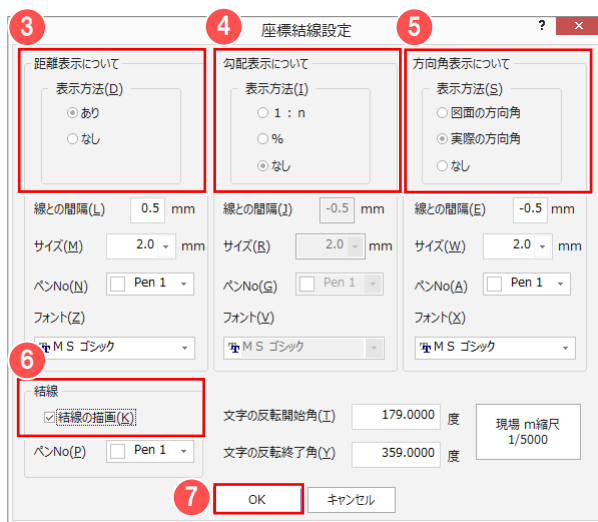 座標結線設定 ? ×
3
距離表示について
表示方法(D)
あり
なし
線との間隔(L) 0.5 mm
サイズ(M) 2.0 mm
ペンNo(N) Pen 1
フォント(Z)
MS ゴシック
4
勾配表示について
表示方法(I)
1 : n
%
なし
線との間隔(J) -0.5 mm
サイズ(R) 2.0 mm
ペンNo(G) Pen 1
フォント(V)
MS ゴシック
5
方向角表示について
表示方法(S)
図面の方向角
実際の方向角
なし
線との間隔(E) -0.5 mm
サイズ(W) 2.0 mm
ペンNo(A) Pen 1
フォント(X)
MS ゴシック
6
結線
結線の描画(K)
ペンNo(P) Pen 1
文字の反転開始角(T) 179.0000 度
文字の反転終了角(Y) 359.0000 度
現場 m縮尺
1/5000
7
OK キャンセル